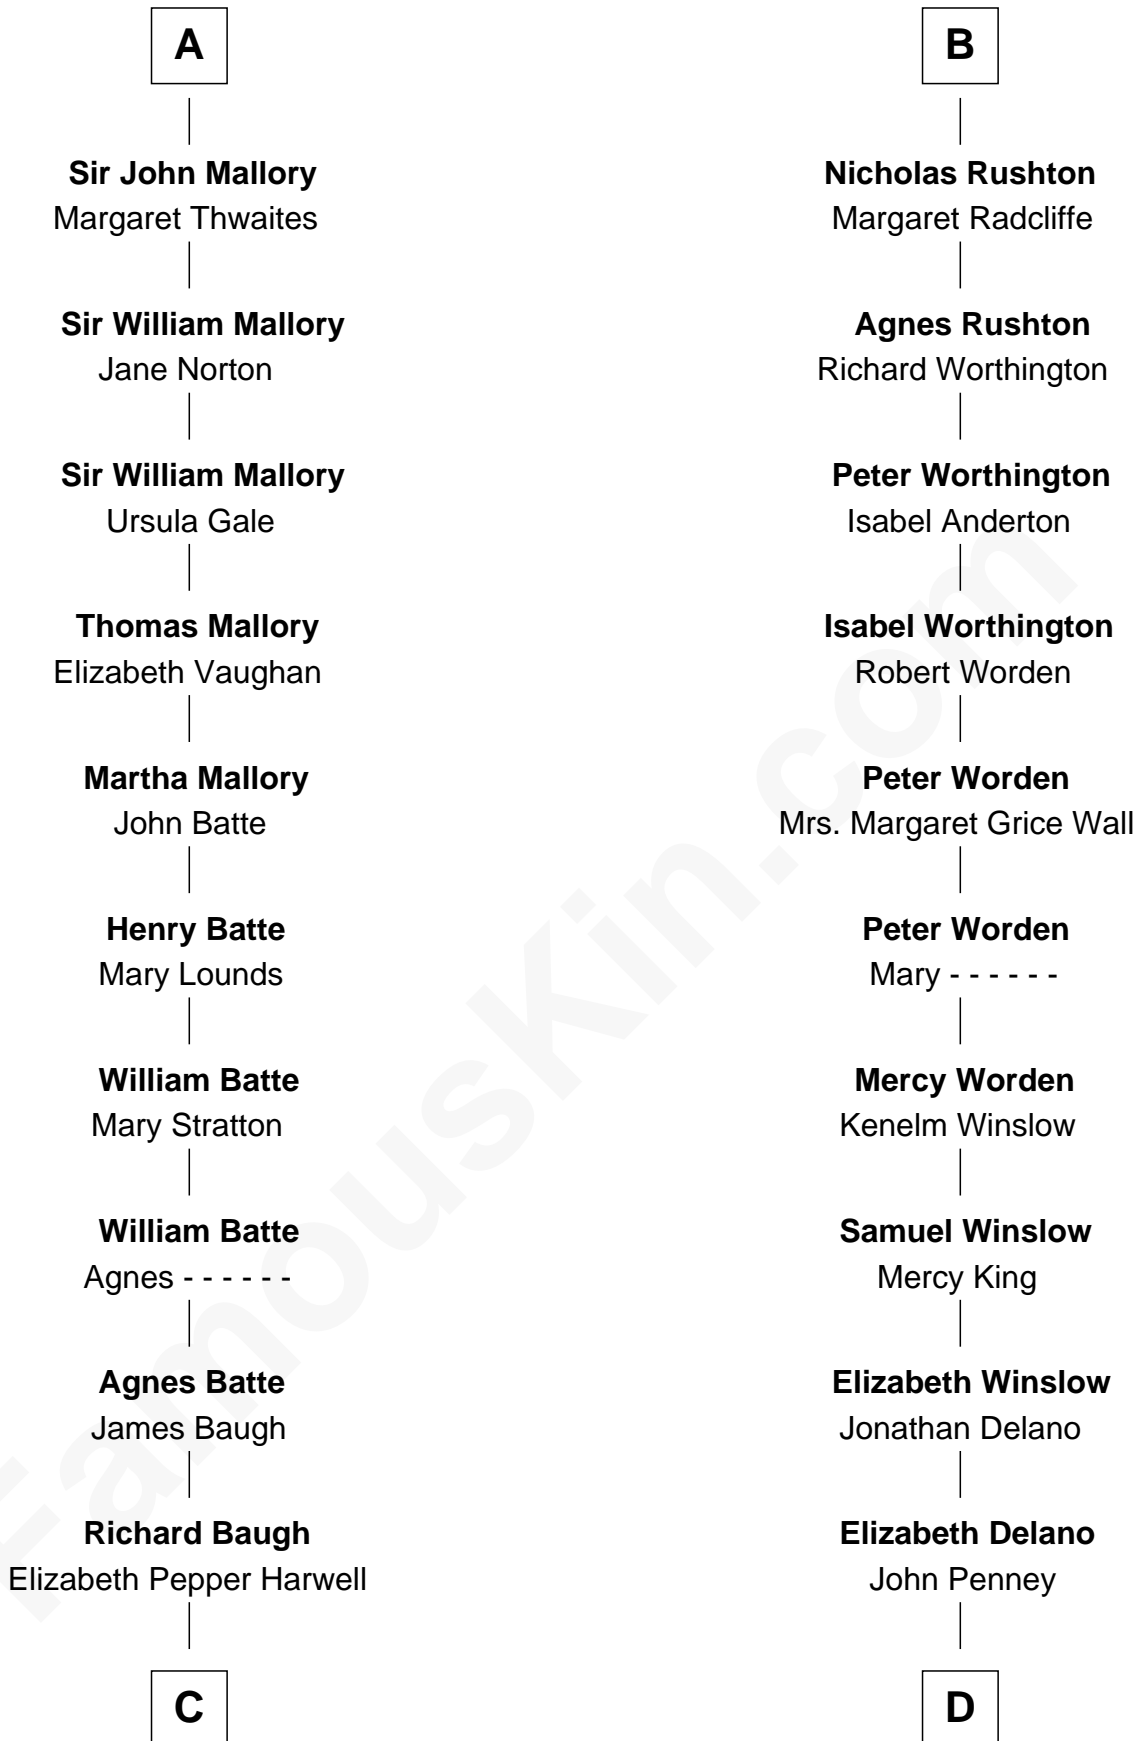 A
Sir John Mallory
Margaret Thwaites
Sir William Mallory
Jane Norton
Sir William Mallory
Ursula Gale
Thomas Mallory
Elizabeth Vaughan
Martha Mallory
John Batte
Henry Batte
Mary Lounds
William Batte
Mary Stratton
William Batte
Agnes - - - - - -
Agnes Batte
James Baugh
Richard Baugh
Elizabeth Pepper Harwell
C
B
Nicholas Rushton
Margaret Radcliffe
Agnes Rushton
Richard Worthington
Peter Worthington
Isabel Anderton
Isabel Worthington
Robert Worden
Peter Worden
Mrs. Margaret Grice Wall
Peter Worden
Mary - - - - - -
Mercy Worden
Kenelm Winslow
Samuel Winslow
Mercy King
Elizabeth Winslow
Jonathan Delano
Elizabeth Delano
John Penney
D
FamousKin.com